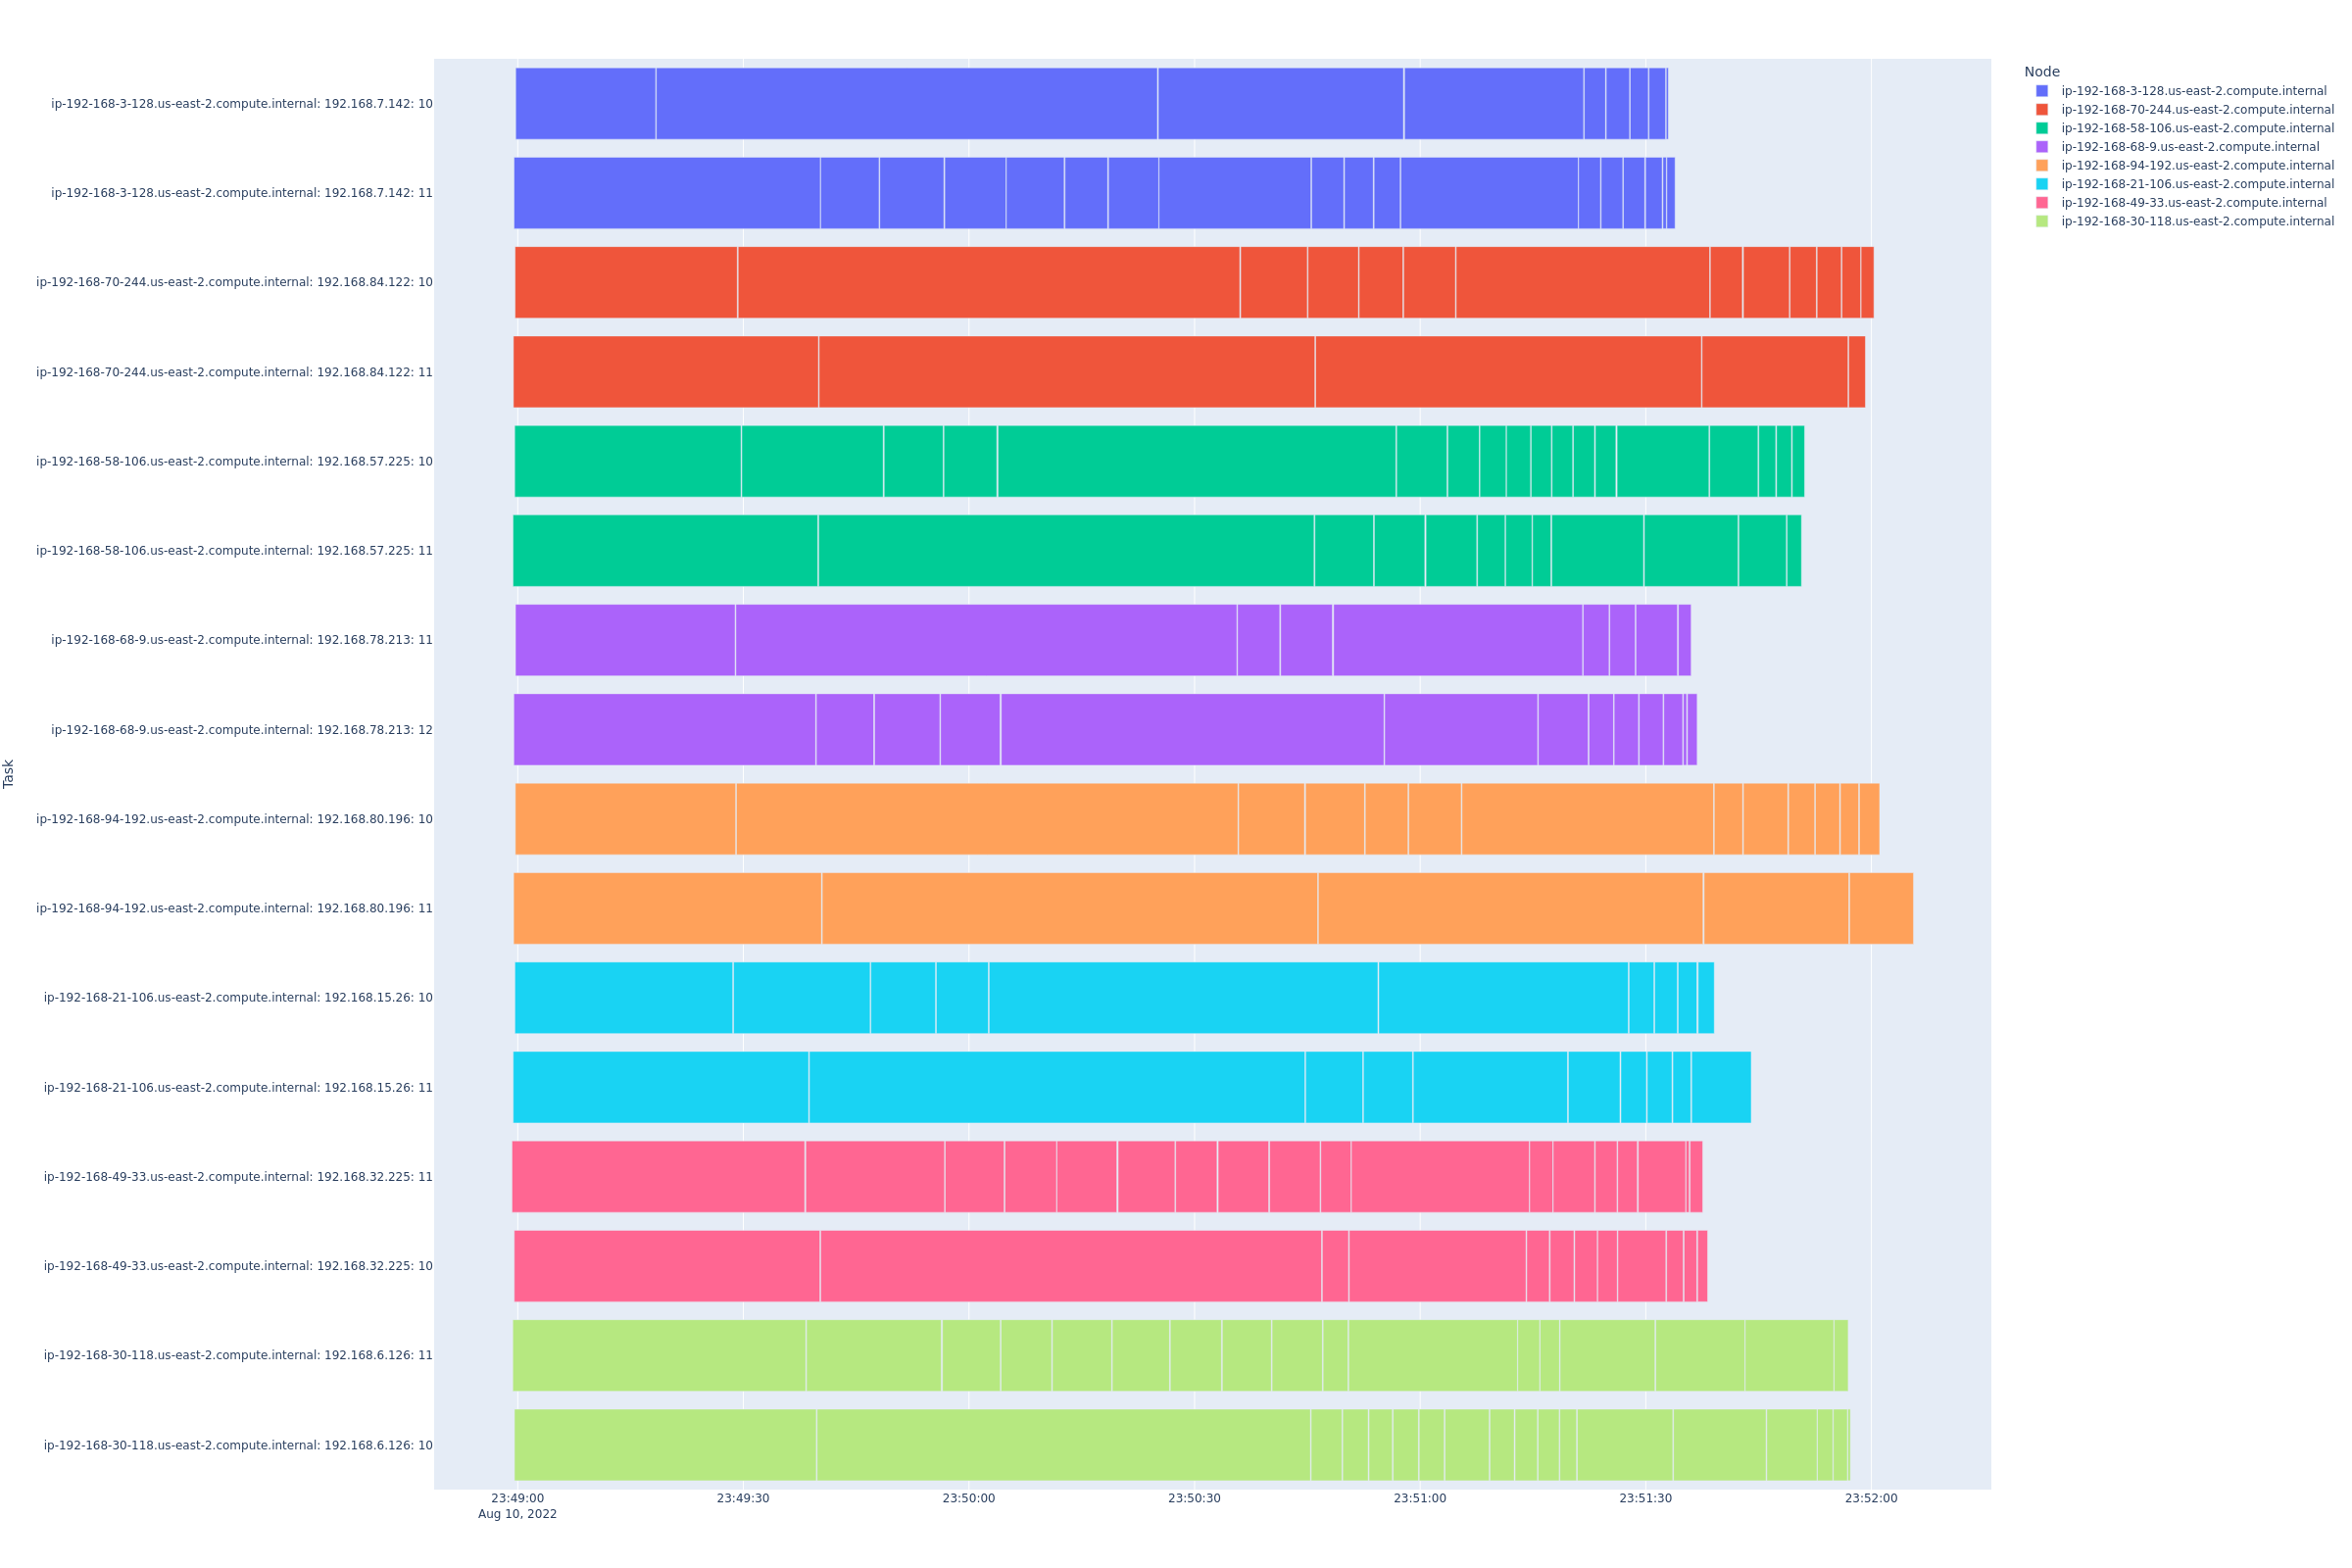 Node
ip-192-168-3-128.us-east-2.compute.internal
ip-192-168-70-244.us-east-2.compute.internal
ip-192-168-58-106.us-east-2.compute.internal
ip-192-168-68-9.us-east-2.compute.internal
ip-192-168-94-192.us-east-2.compute.internal
ip-192-168-21-106.us-east-2.compute.internal
ip-192-168-49-33.us-east-2.compute.internal
ip-192-168-30-118.us-east-2.compute.internal
Task
ip-192-168-3-128.us-east-2.compute.internal: 192.168.7.142: 10
ip-192-168-3-128.us-east-2.compute.internal: 192.168.7.142: 11
ip-192-168-70-244.us-east-2.compute.internal: 192.168.84.122: 10
ip-192-168-70-244.us-east-2.compute.internal: 192.168.84.122: 11
ip-192-168-58-106.us-east-2.compute.internal: 192.168.57.225: 10
ip-192-168-58-106.us-east-2.compute.internal: 192.168.57.225: 11
ip-192-168-68-9.us-east-2.compute.internal: 192.168.78.213: 11
ip-192-168-68-9.us-east-2.compute.internal: 192.168.78.213: 12
ip-192-168-94-192.us-east-2.compute.internal: 192.168.80.196: 10
ip-192-168-94-192.us-east-2.compute.internal: 192.168.80.196: 11
ip-192-168-21-106.us-east-2.compute.internal: 192.168.15.26: 10
ip-192-168-21-106.us-east-2.compute.internal: 192.168.15.26: 11
ip-192-168-49-33.us-east-2.compute.internal: 192.168.32.225: 11
ip-192-168-49-33.us-east-2.compute.internal: 192.168.32.225: 10
ip-192-168-30-118.us-east-2.compute.internal: 192.168.6.126: 11
ip-192-168-30-118.us-east-2.compute.internal: 192.168.6.126: 10
23:49:00 23:49:30 23:50:00 23:50:30 23:51:00 23:51:30 23:52:00
Aug 10, 2022